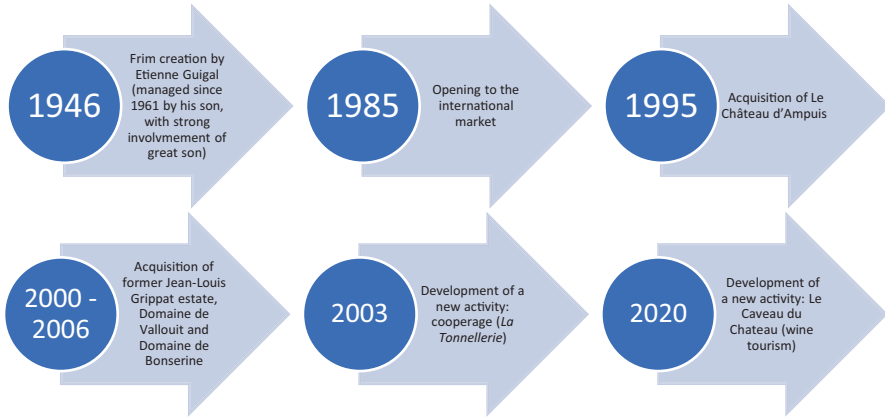 1946
Frim creation by
Etienne Guigal
(managed since
1961 by his son,
with strong
involvmement of
great son)
1985
Opening to the
international
market
1995
Acquisition of Le
Château d’Ampuis
2000 -
2006
Acquisition of
former Jean-Louis
Grippat estate,
Domaine de
Vallouit and
Domaine de
Bonserine
2003
Development of a
new activity:
cooperage (La
Tonnellerie)
2020
Development of
a new activity: Le
Caveau du
Chateau (wine
tourism)